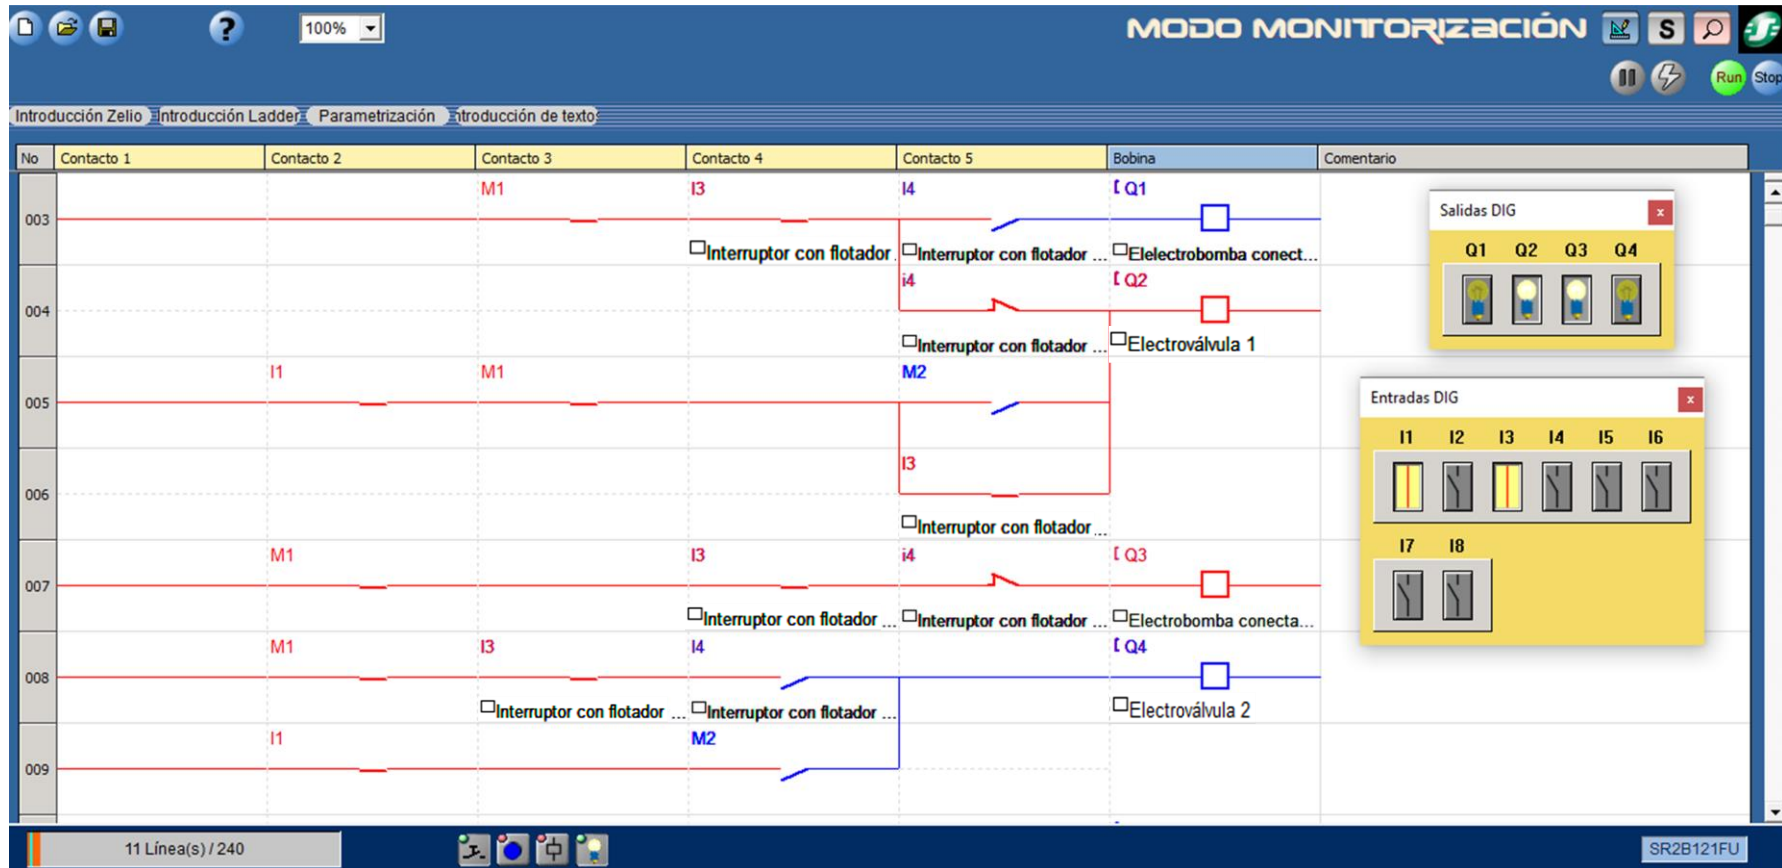 100%
MODO MONITORIZACIÓN
S
Run
Stop
Introducción Zelio
Introducción Ladder
Parametrización
ntroducción de textos
No
Contacto 1
Contacto 2
Contacto 3
Contacto 4
Contacto 5
Bobina
Comentario
003
M1
I3
I4
[ Q1
Interruptor con flotador
Interruptor con flotador ...
Elelectrobomba conect...
004
i4
[ Q2
Interruptor con flotador ...
Electroválvula 1
005
I1
M1
M2
006
I3
Interruptor con flotador ...
007
M1
I3
i4
[ Q3
Interruptor con flotador ...
Interruptor con flotador ...
Electrobomba conecta...
008
M1
I3
I4
[ Q4
Interruptor con flotador ...
Interruptor con flotador ...
Electroválvula 2
009
I1
M2
Salidas DIG
x
Q1 Q2 Q3 Q4
Entradas DIG
x
I1 I2 I3 I4 I5 I6
I7 I8
11 Línea(s) / 240
SR2B121FU